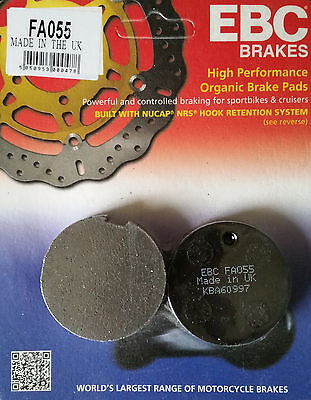 FA055
MADE IN THE UK
EBC
BRAKES
High Performance
Organic Brake Pads
Powerful and controlled braking for sportbikes & cruisers
BUILT WITH NUCAP® NRS® HOOK RETENTION SYSTEM
(see reverse)
EBC FA055
Made in UK
KBA60997
WORLD'S LARGEST RANGE OF MOTORCYCLE BRAKES